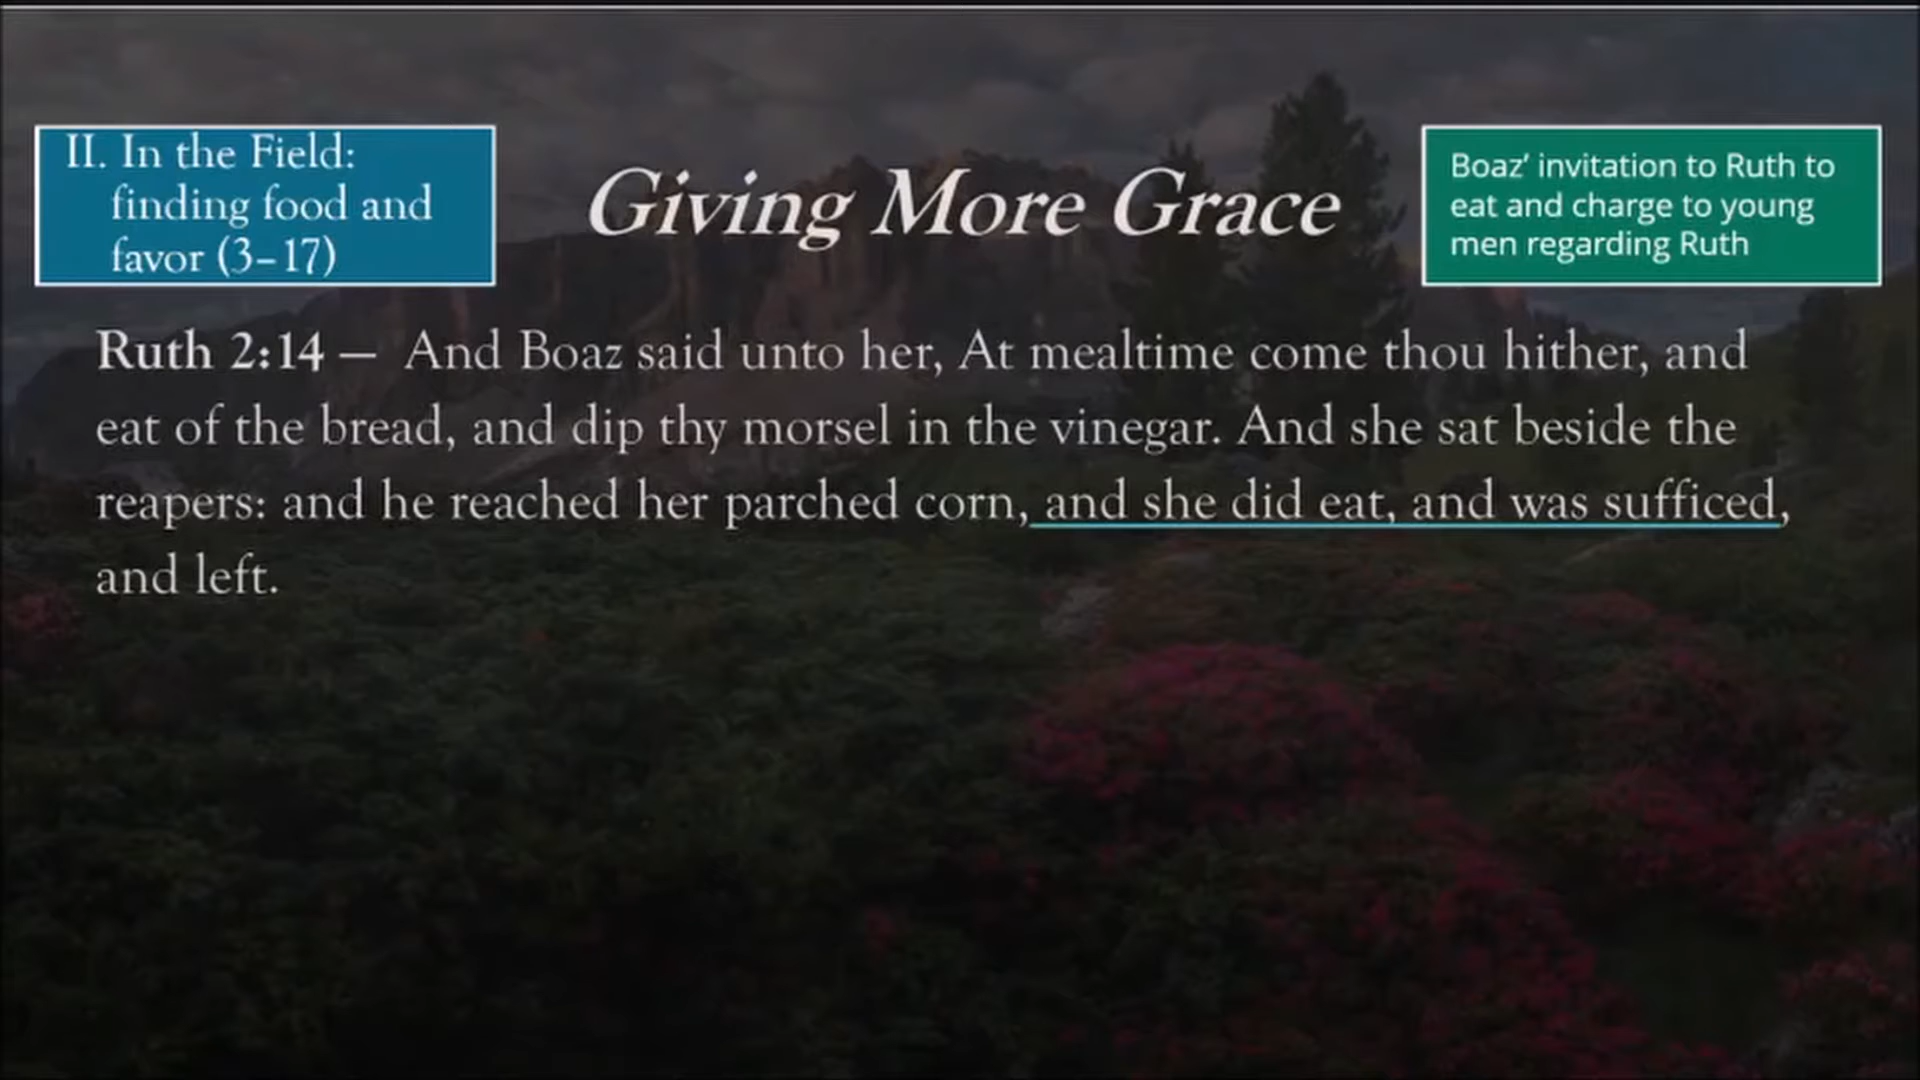 II. In the Field:
finding food and
favor (3–17)
Giving More Grace
Boaz’ invitation to Ruth to
eat and charge to young
men regarding Ruth
Ruth 2:14 — And Boaz said unto her, At mealtime come thou hither, and
eat of the bread, and dip thy morsel in the vinegar. And she sat beside the
reapers: and he reached her parched corn, and she did eat, and was sufficed,
and left.